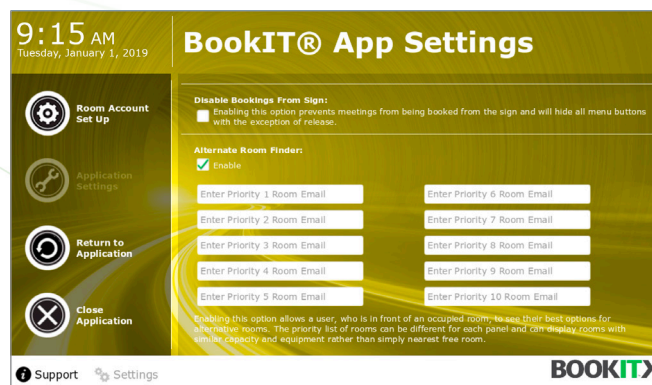 9:15 AM
Tuesday, January 1, 2019
BookIT® App Settings
Room Account
Set Up
Application
Settings
Return to
Application
Close
Application
Disable Bookings From Sign:
Enabling this option prevents meetings from being booked from the sign and will hide all menu buttons
with the exception of release.
Alternate Room Finder:
Enable
Enter Priority 1 Room Email
Enter Priority 6 Room Email
Enter Priority 2 Room Email
Enter Priority 7 Room Email
Enter Priority 3 Room Email
Enter Priority 8 Room Email
Enter Priority 4 Room Email
Enter Priority 9 Room Email
Enter Priority 5 Room Email
Enter Priority 10 Room Email
Enabling this option allows a user, who is in front of an occupied room, to see their best options for
alternative rooms. The priority list of rooms can be different for each panel and can display rooms with
similar capacity and equipment rather than simply nearest free room.
Support
Settings
BOOKIT